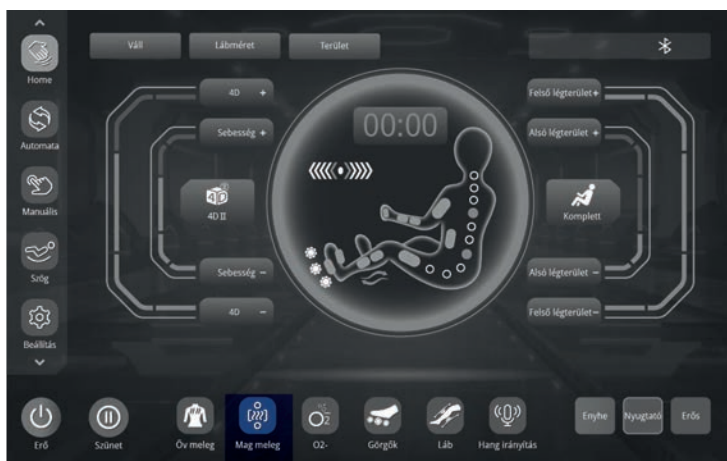 Home
Automata
Manuális
Szög
Beállítás
Váll
Lábméret
Terület
4D +
Sebesség +
4D
4D II
Sebesség −
4D −
00:00
Felső légterület+
Alsó légterület +
Komplett
Alsó légterület −
Felső légterület−
Erő
Szünet
Öv meleg
Mag meleg
O2
O2-
Görgők
Láb
Hang irányítás
Enyhe
Nyugtató
Erős